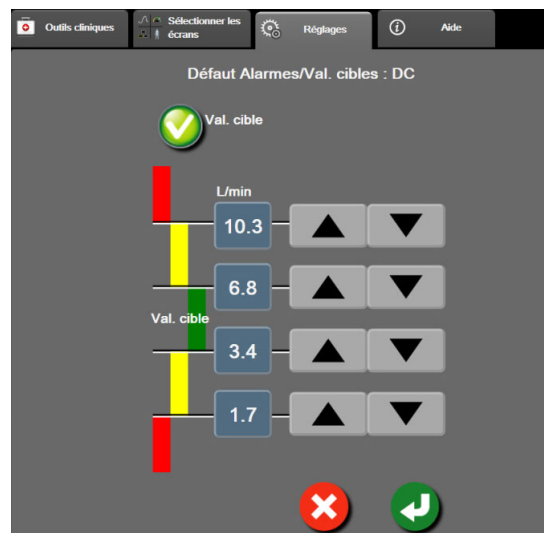 Outils cliniques
Sélectionner les
écrans
Réglages
Aide
Défaut Alarmes/Val. cibles : DC
Val. cible
L/min
10.3
6.8
Val. cible
3.4
1.7